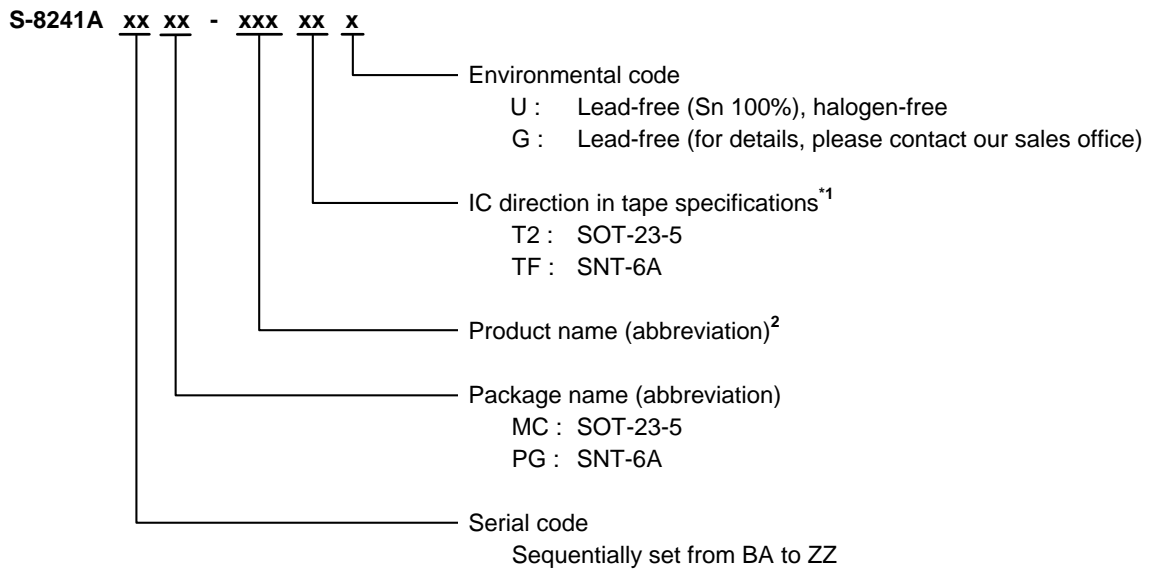 S-8241A xx xx - xxx xx x
Environmental code
U : Lead-free (Sn 100%), halogen-free
G : Lead-free (for details, please contact our sales office)
IC direction in tape specifications*1
T2 : SOT-23-5
TF : SNT-6A
Product name (abbreviation)2
Package name (abbreviation)
MC : SOT-23-5
PG : SNT-6A
Serial code
Sequentially set from BA to ZZ